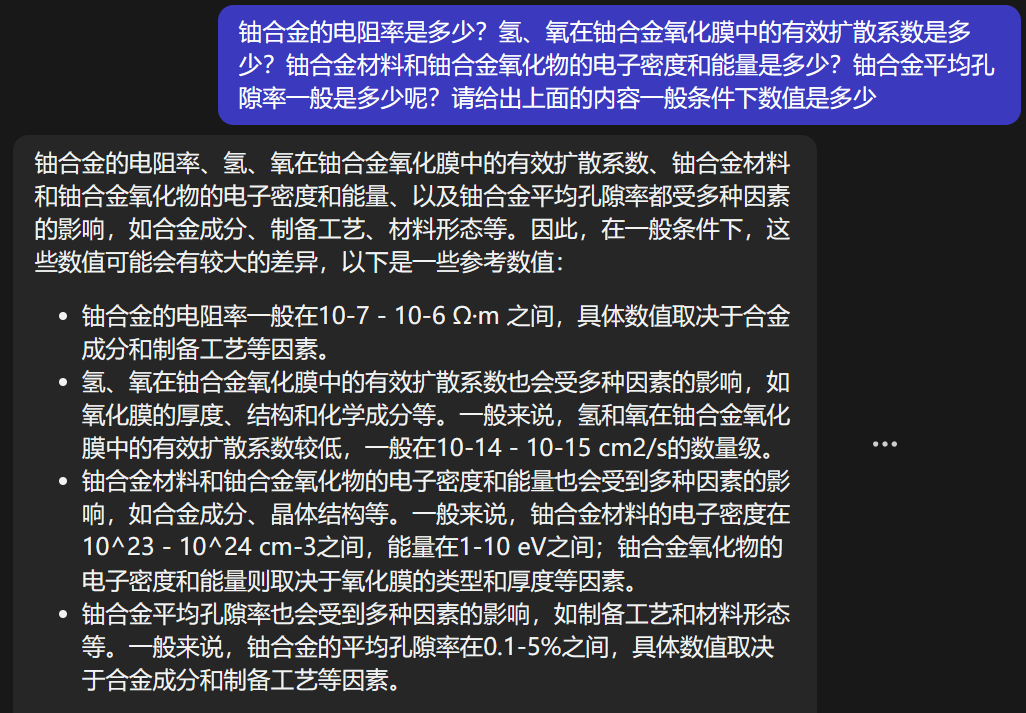 铀合金的电阻率是多少？氢、氧在铀合金氧化膜中的有效扩散系数是多
少？铀合金材料和铀合金氧化物的电子密度和能量是多少？铀合金平均孔
隙率一般是多少呢？请给出上面的内容一般条件下数值是多少
铀合金的电阻率、氢、氧在铀合金氧化膜中的有效扩散系数、铀合金材料
和铀合金氧化物的电子密度和能量、以及铀合金平均孔隙率都受多种因素
的影响，如合金成分、制备工艺、材料形态等。因此，在一般条件下，这
些数值可能会有较大的差异，以下是一些参考数值：
• 铀合金的电阻率一般在10-7 - 10-6 Ω·m 之间，具体数值取决于合金
成分和制备工艺等因素。
• 氢、氧在铀合金氧化膜中的有效扩散系数也会受多种因素的影响，如
氧化膜的厚度、结构和化学成分等。一般来说，氢和氧在铀合金氧化
膜中的有效扩散系数较低，一般在10-14 - 10-15 cm2/s的数量级。
• 铀合金材料和铀合金氧化物的电子密度和能量也会受到多种因素的影
响，如合金成分、晶体结构等。一般来说，铀合金材料的电子密度在
10^23 - 10^24 cm-3之间，能量在1-10 eV之间；铀合金氧化物的
电子密度和能量则取决于氧化膜的类型和厚度等因素。
• 铀合金平均孔隙率也会受到多种因素的影响，如制备工艺和材料形态
等。一般来说，铀合金的平均孔隙率在0.1-5%之间，具体数值取决
于合金成分和制备工艺等因素。